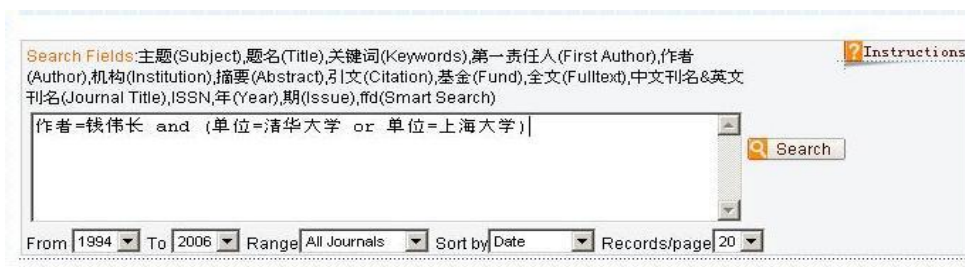 Search Fields:主题(Subject),题名(Title),关键词(Keywords),第一责任人(First Author),作者
(Author),机构(Institution),摘要(Abstract),引文(Citation),基金(Fund),全文(Fulltext),中文刊名&英文
刊名(Journal Title),ISSN,年(Year),期(Issue),ffd(Smart Search)
?Instructions
作者=钱伟长 and (单位=清华大学 or 单位=上海大学)
Search
From 1994 To 2006 Range All Journals Sort by Date Records/page 20